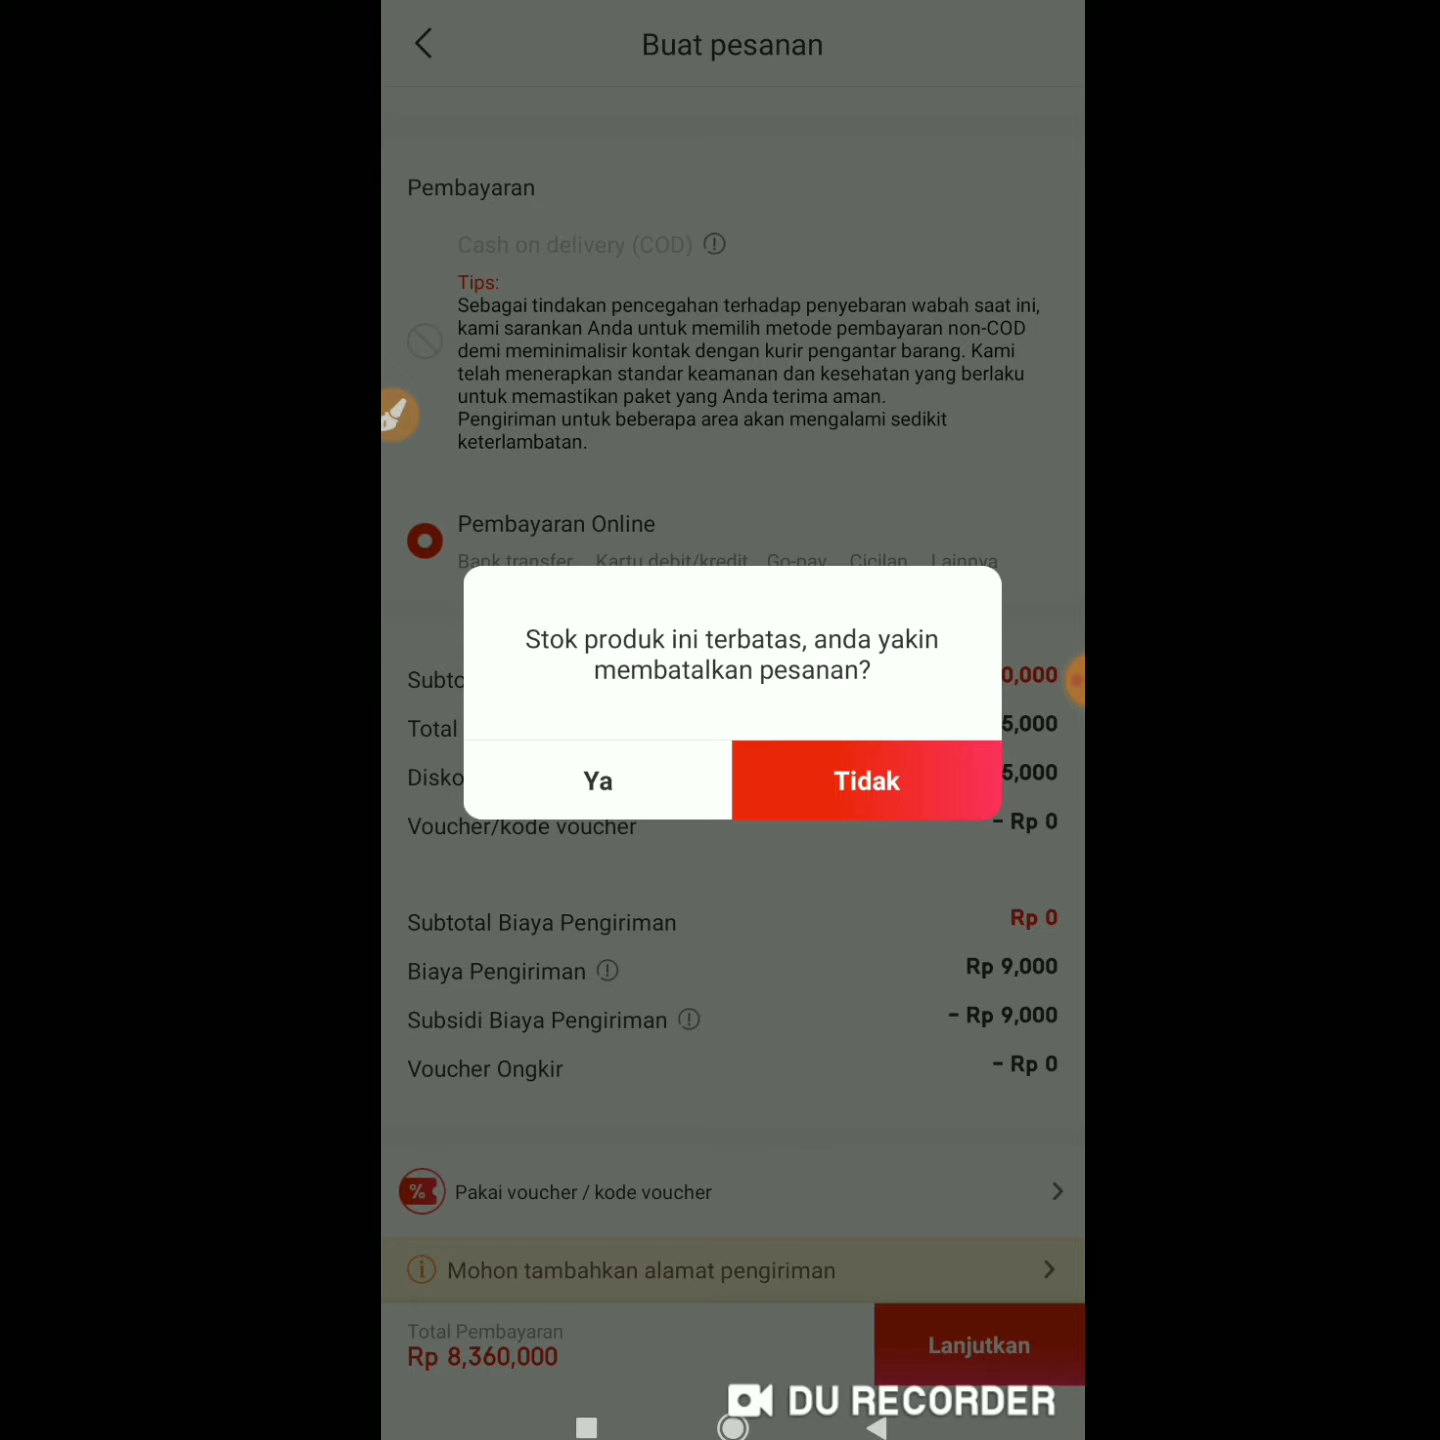 Buat pesanan
Pembayaran
Cash on delivery (COD)
Tips:
Sebagai tindakan pencegahan terhadap penyebaran wabah saat ini,
kami sarankan Anda untuk memilih metode pembayaran non-COD
demi meminimalisir kontak dengan kurir pengantar barang. Kami
telah menerapkan standar keamanan dan kesehatan yang berlaku
untuk memastikan paket yang Anda terima aman.
Pengiriman untuk beberapa area akan mengalami sedikit
keterlambatan.
Pembayaran Online
Bank transfer Kartu debit/kredit Go-pay Cicilan Lainnya
Stok produk ini terbatas, anda yakin
membatalkan pesanan?
Ya Tidak
Total
Voucher/kode voucher - Rp 0
Subtotal Biaya Pengiriman Rp 0
Biaya Pengiriman Rp 9,000
Subsidi Biaya Pengiriman - Rp 9,000
Voucher Ongkir - Rp 0
% Pakai voucher / kode voucher
Mohon tambahkan alamat pengiriman
Total Pembayaran
Rp 8,360,000
Lanjutkan
DU RECORDER